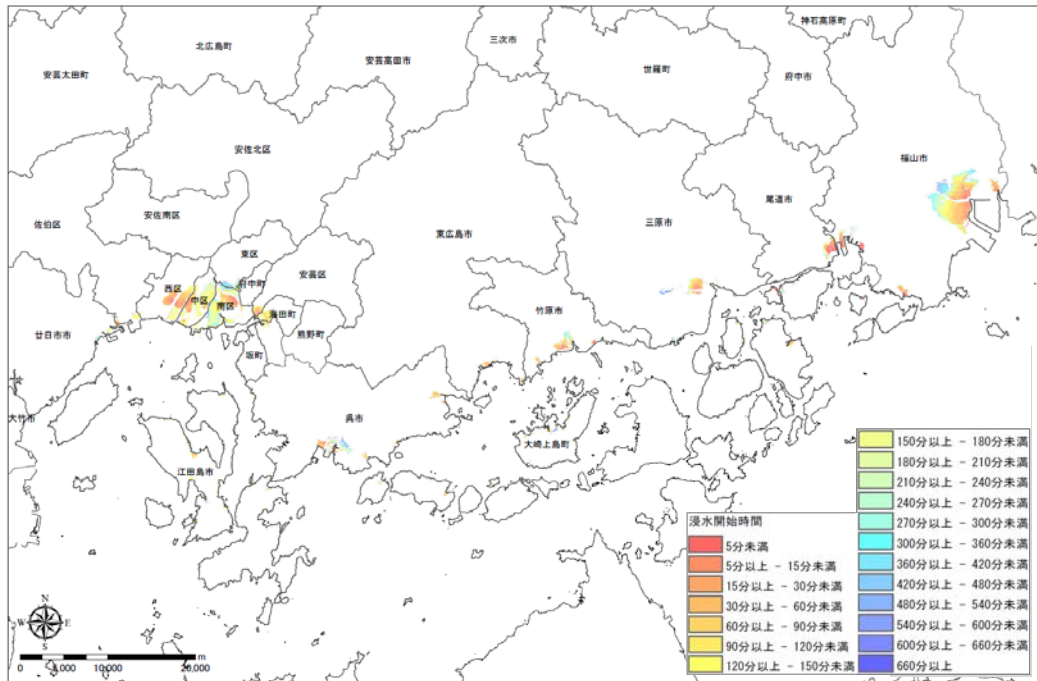 神石高原町
三次市
北広島町
安芸高田市
安芸太田町
世羅町
府中市
安佐北区
福山市
尾道市
安佐南区
佐伯区
三原市
東広島市
東区
安芸区
府中町
西区
中区
南区
海田町
竹原市
廿日市市
熊野町
坂町
大竹市
呉市
大崎上島町
江田島市
浸水開始時間
5分未満
5分以上 - 15分未満
15分以上 - 30分未満
30分以上 - 60分未満
60分以上 - 90分未満
90分以上 - 120分未満
120分以上 - 150分未満
150分以上 - 180分未満
180分以上 - 210分未満
210分以上 - 240分未満
240分以上 - 270分未満
270分以上 - 300分未満
300分以上 - 360分未満
360分以上 - 420分未満
420分以上 - 480分未満
480分以上 - 540分未満
540分以上 - 600分未満
600分以上 - 660分未満
660分以上
N
W E
S
m
0 5,000 10,000 20,000